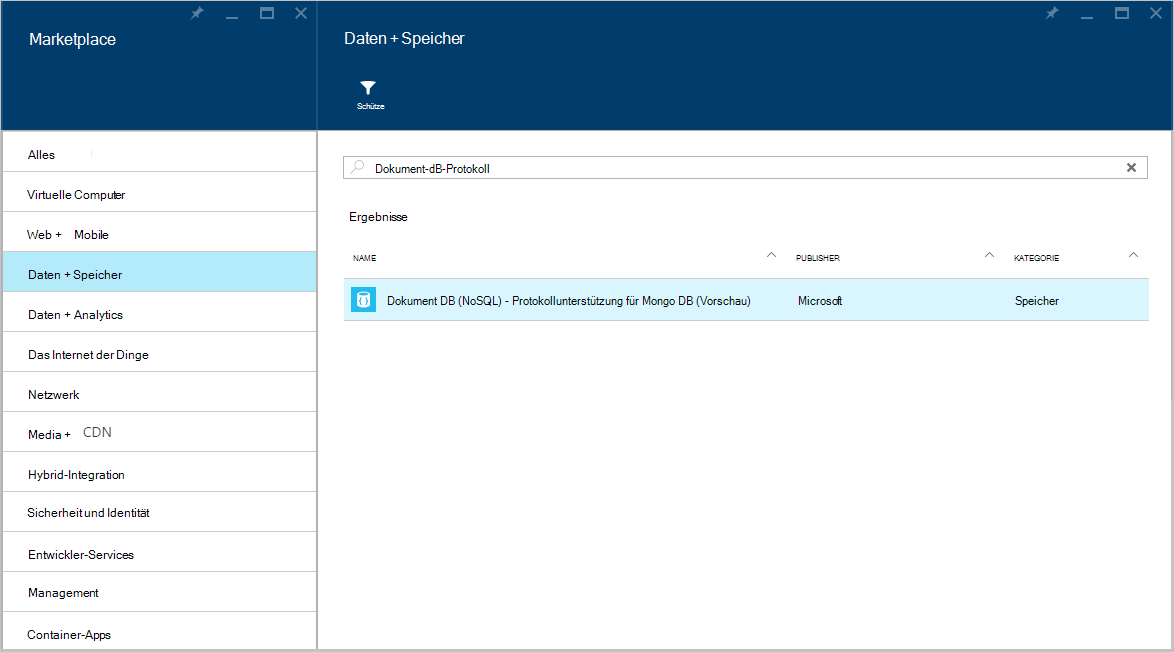 Marketplace
Alles
Virtuelle Computer
Web + Mobile
Daten + Speicher
Daten + Analytics
Das Internet der Dinge
Netzwerk
Media + CDN
Hybrid-Integration
Sicherheit und Identität
Entwickler-Services
Management
Container-Apps
Daten + Speicher
Schütze
Dokument-dB-Protokoll
Ergebnisse
NAME PUBLISHER KATEGORIE
Dokument DB (NoSQL) - Protokollunterstützung für Mongo DB (Vorschau) Microsoft Speicher